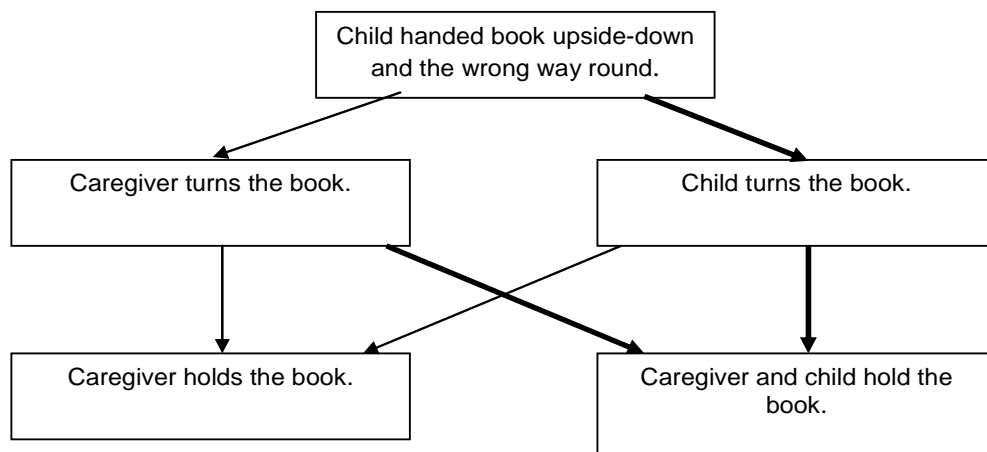 Child handed book upside-down
and the wrong way round.
Caregiver turns the book.
Child turns the book.
Caregiver holds the book.
Caregiver and child hold the
book.